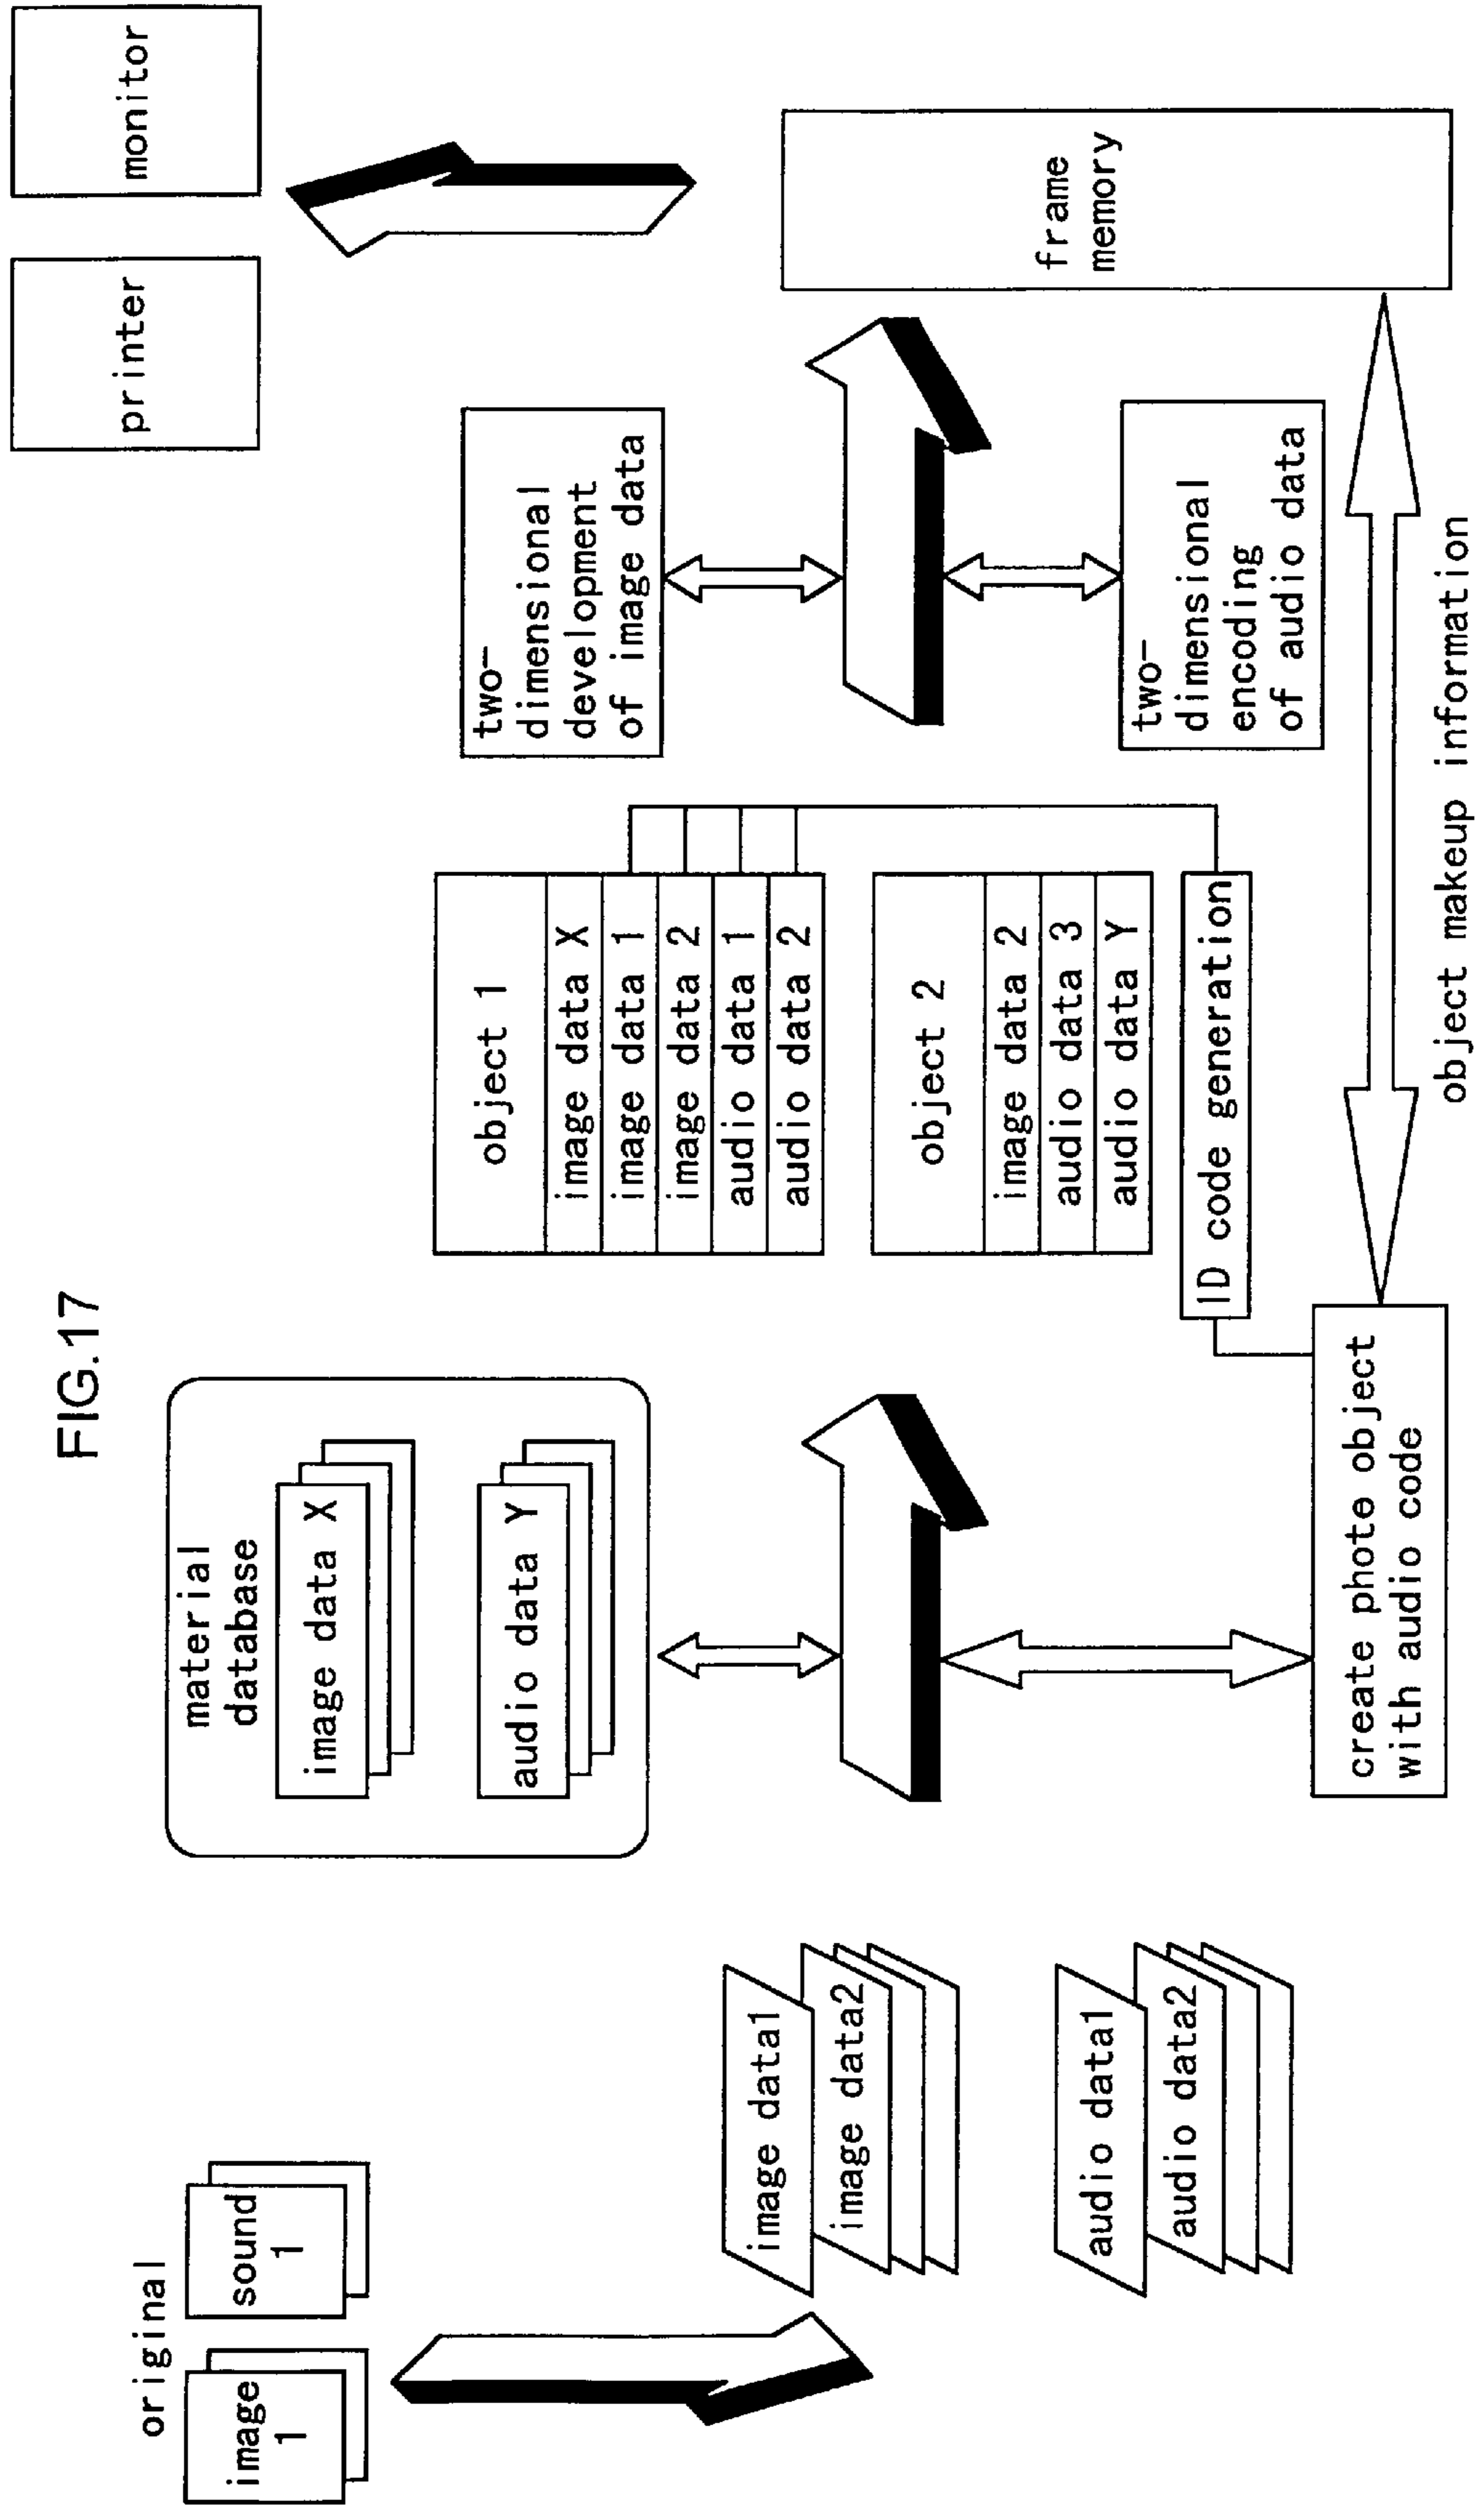 FIG.17
original
image
1
sound
1
image data1
image data2
audio data1
audio data2
material
database
image data X
audio data Y
create photo object
with audio code
object 1
image data X
image data 1
image data 2
audio data 1
audio data 2
object 2
image data 2
audio data 3
audio data Y
ID code generation
two-
dimensional
development
of image data
two-
dimensional
encoding
of audio data
object makeup information
frame
memory
printer
monitor